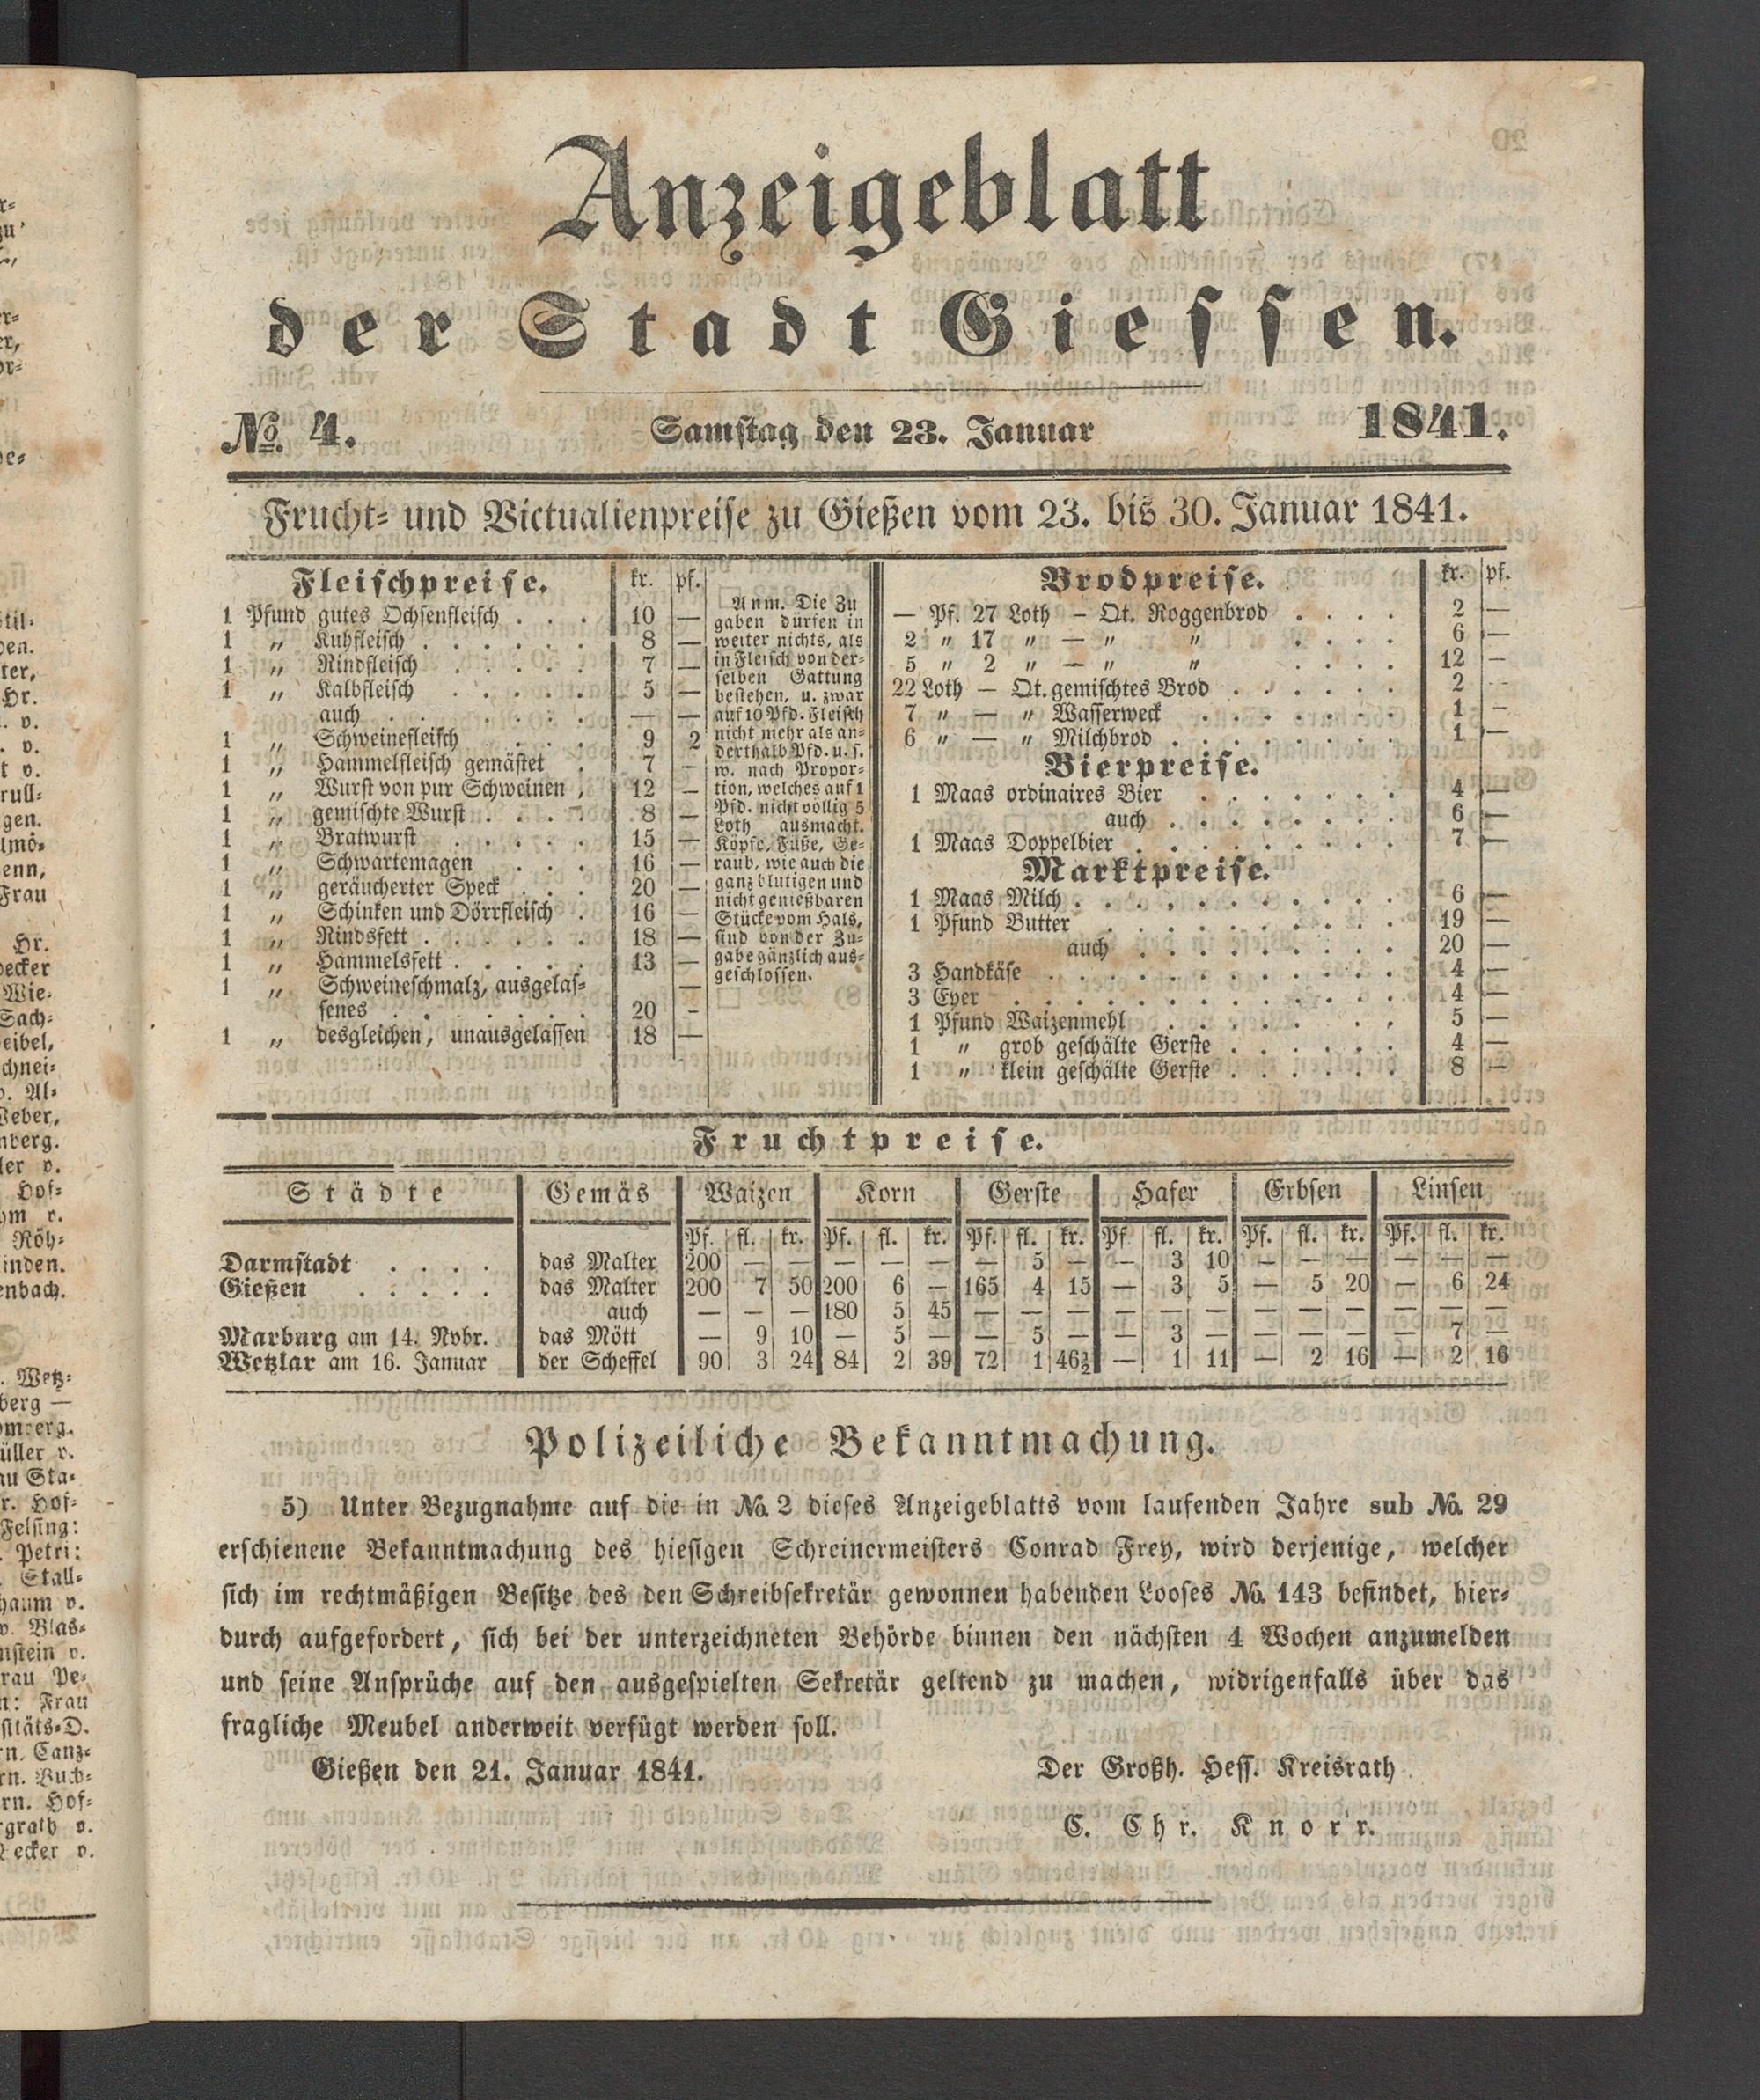 Anzeigeblatt
der Stadt Giessen.
No. 4. Samstag den 23. Januar 1841.
Frucht- und Victualienpreise zu Gießen vom 23. bis 30. Januar 1841.
Fleischpreise. kr. pf.
1 Pfund gutes Ochsenfleisch . . . 10 —
1 „ Kuhfleisch . . . . . . 8 —
1 „ Rindfleisch . . . . . 7 —
1 „ Kalbfleisch . . . . . 5 —
auch . . . . . . — —
1 „ Schweinefleisch . . . 9 2
1 „ Hammelfleisch gemästet . 7 —
1 „ Wurst von pur Schweinen , 12 —
1 „ gemischte Wurst . . . . 8 —
1 „ Bratwurst . . . . . 15 —
1 „ Schwartemagen . . . 16 —
1 „ geräucherter Speck . . . 20 —
1 „ Schinken und Dörrfleisch . 16 —
1 „ Rindsfett . . . . . . 18 —
1 „ Hammelsfett . . . . . 13 —
1 „ Schweineschmalz, ausgelas- —
senes . . . . . . 20 -
1 „ desgleichen, unausgelassen 18 —
Anm. Die Zu
gaben dürfen in
weiter nichts, als
in Fleisch von der-
selben Gattung
bestehen, u. zwar
auf 10 Pfd. Fleisch
nicht mehr als an-
derthalb Pfd. u. s.
w. nach Propor-
tion, welches auf 1
Pfd. nicht völlig 5
Loth ausmacht.
Köpfe, Füße, Ge-
raub, wie auch die
ganz blutigen und
nicht genießbaren
Stücke vom Hals,
sind von der Zu-
gabe gänzlich aus-
geschlossen.
Brodpreise. kr. pf.
— Pf. 27 Loth – Qt. Roggenbrod . . . . 2 —
2 „ 17 „ — „ „ . . . . 6 —
5 „ 2 „ — „ „ . . . . 12 —
22 Loth — Qt. gemischtes Brod . . . . . . 2 —
7 „ — „ Wasserweck . . . . . . . 1 —
6 „ — „ Milchbrod . . . . . . . . 1 —
Bierpreise.
1 Maas ordinaires Bier . . . . . . . 4 —
auch . . . . . . . . 6 —
1 Maas Doppelbier . . . . . . . . . 7 —
Marktpreise.
1 Maas Milch . . . . . . . . . . . 6 —
1 Pfund Butter . . . . . . . . . . 19 —
auch . . . . . . . . 20 —
3 Handkäse . . . . . . . . . . . 4 —
3 Eyer . . . . . . . . . . . . 4 —
1 Pfund Waizenmehl . . . . . . . 5 —
1 „ grob geschälte Gerste . . . . . . 4 —
1 „ klein geschälte Gerste . . . . . . 8 —
Fruchtpreise.
Städte Gemäs Waizen Korn Gerste Hafer Erbsen Linsen
Pf. fl. kr. Pf. fl. kr. Pf. fl. kr. Pf fl. kr. Pf. fl. kr. Pf. fl. kr.
Darmstadt . . . . das Malter 200 — — — — — — 5 — — 3 10 — — — — — —
Gießen . . . . . das Malter 200 7 50 200 6 — 165 4 15 — 3 5 — 5 20 — 6 24
auch — — — 180 5 45 — — — — — — — — — — — —
Marburg am 14. Nvbr. das Mött — 9 10 — 5 — — 5 — — 3 — — — — — 7 —
Wetzlar am 16. Januar der Scheffel 90 3 24 84 2 39 72 1 46½ — 1 11 — 2 16 — 2 16
Polizeiliche Bekanntmachung.
5) Unter Bezugnahme auf die in No. 2 dieses Anzeigeblatts vom laufenden Jahre sub No. 29
erschienene Bekanntmachung des hiesigen Schreinermeisters Conrad Frey, wird derjenige, welcher
sich im rechtmäßigen Besitze des den Schreibsekretär gewonnen habenden Looses No. 143 befindet, hier-
durch aufgefordert, sich bei der unterzeichneten Behörde binnen den nächsten 4 Wochen anzumelden
und seine Ansprüche auf den ausgespielten Sekretär geltend zu machen, widrigenfalls über das
fragliche Meubel anderweit verfügt werden soll.
Gießen den 21. Januar 1841. Der Großh. Hess. Kreisrath
C. Chr. Knorr.